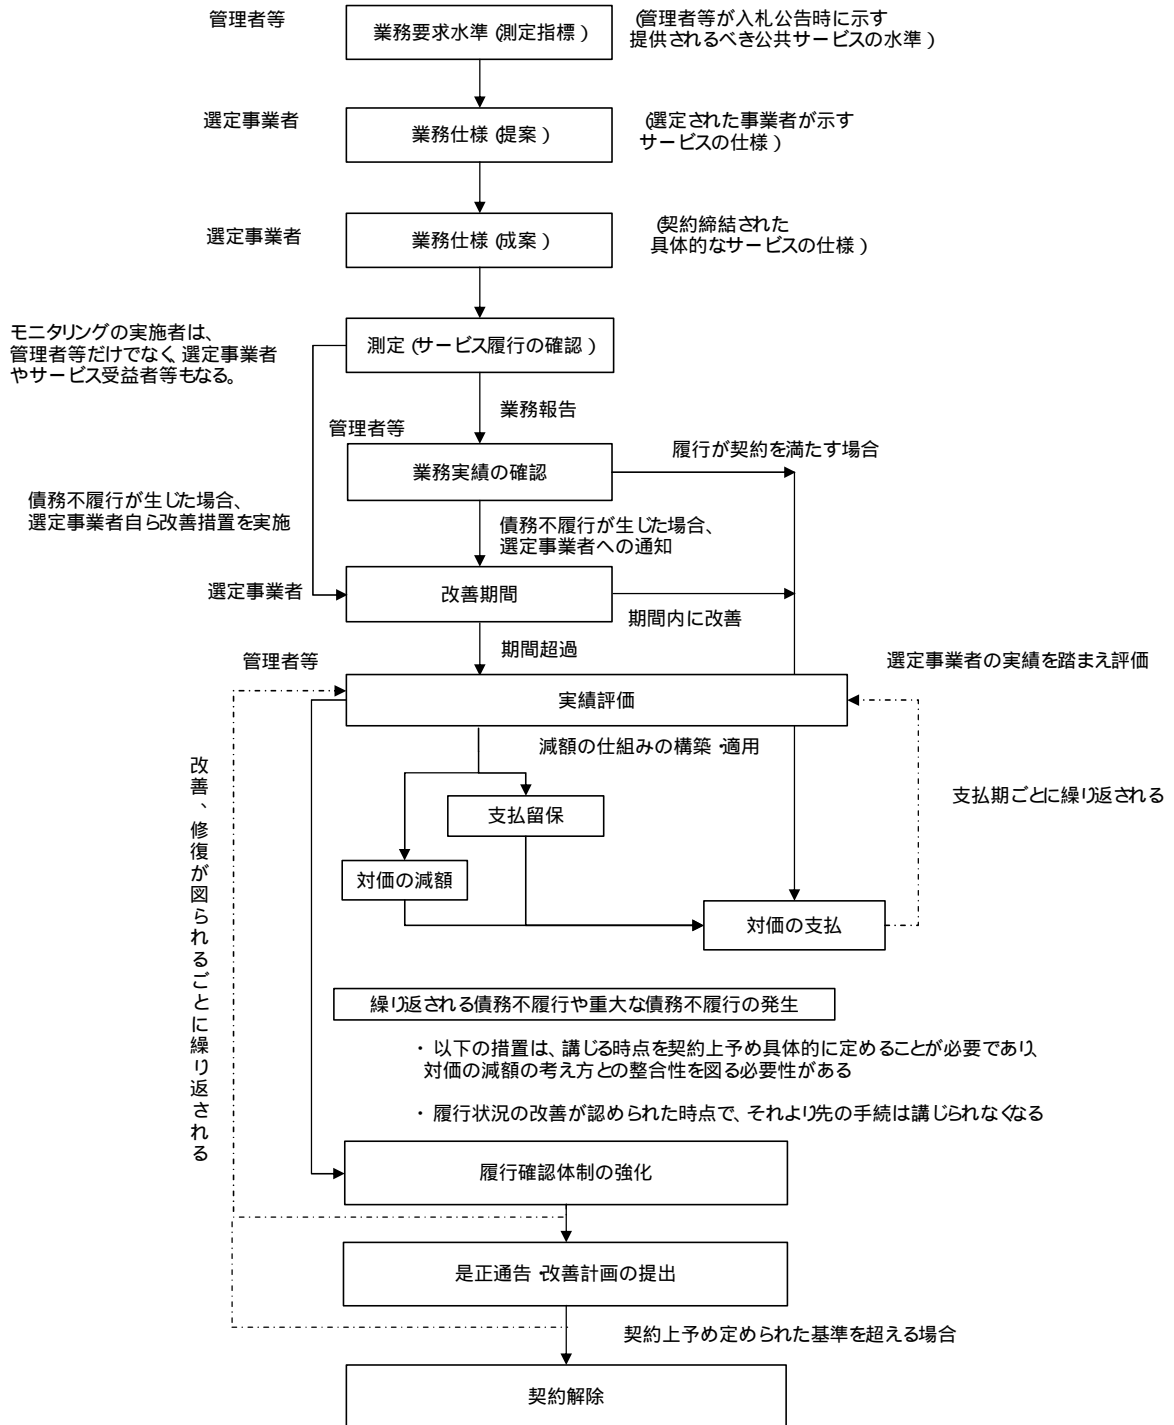 管理者等
業務要求水準（測定指標）
（管理者等が入札公告時に示す
提供されるべき公共サービスの水準）
選定事業者
業務仕様（提案）
（選定された事業者が示す
サービスの仕様）
選定事業者
業務仕様（成案）
（契約締結された
具体的なサービスの仕様）
モニタリングの実施者は、
管理者等だけでなく、選定事業者
やサービス受益者等もなる。
測定（サービス履行の確認）
業務報告
管理者等
業務実績の確認
履行が契約を満たす場合
債務不履行が生じた場合、
選定事業者自ら改善措置を実施
債務不履行が生じた場合、
選定事業者への通知
選定事業者
改善期間
期間内に改善
期間超過
管理者等
選定事業者の実績を踏まえ評価
実績評価
減額の仕組みの構築・適用
改善、修復が図られるごとに繰り返される
支払期ごとに繰り返される
支払留保
対価の減額
対価の支払
繰り返される債務不履行や重大な債務不履行の発生
・以下の措置は、講じる時点を契約上予め具体的に定めることが必要であり、
対価の減額の考え方との整合性を図る必要性がある
・履行状況の改善が認められた時点で、それより先の手続は講じられなくなる
履行確認体制の強化
是正通告・改善計画の提出
契約上予め定められた基準を超える場合
契約解除